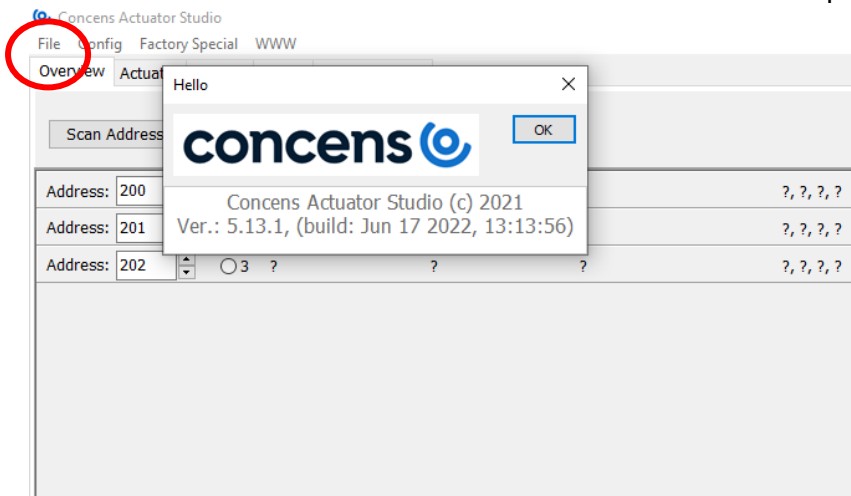 Concens Actuator Studio
File Config Factory Special WWW
Overview Actuat
Hello
Scan Address
concens
OK
Concens Actuator Studio (c) 2021
Ver.: 5.13.1, (build: Jun 17 2022, 13:13:56)
Address: 200 ?, ?, ?, ?
Address: 201 ?, ?, ?, ?
Address: 202 3 ? ? ? ?, ?, ?, ?